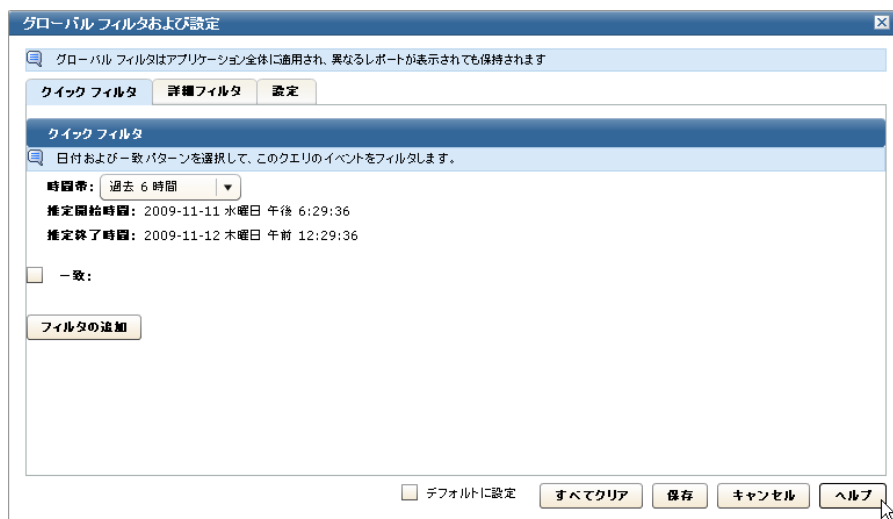 グローバル フィルタおよび設定
グローバル フィルタはアプリケーション全体に適用され、異なるレポートが表示されても保持されます
クイック フィルタ 詳細フィルタ 設定
クイック フィルタ
日付および一致パターンを選択して、このクエリのイベントをフィルタします。
時間帯: 過去 6 時間
推定開始時間: 2009-11-11 水曜日 午後 6:29:36
推定終了時間: 2009-11-12 木曜日 午前 12:29:36
一致:
フィルタの追加
デフォルトに設定 すべてクリア 保存 キャンセル ヘルプ